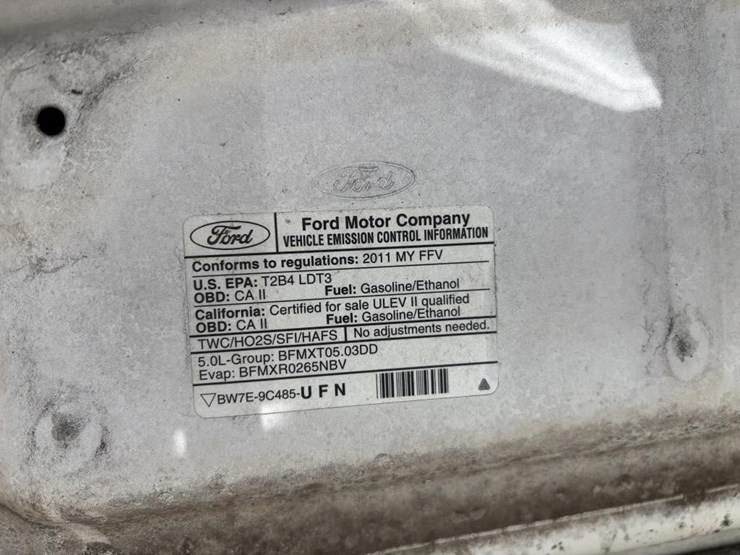 Ford
Ford
Ford Motor Company
VEHICLE EMISSION CONTROL INFORMATION
Conforms to regulations: 2011 MY FFV
U.S. EPA: T2B4 LDT3
OBD: CA II Fuel: Gasoline/Ethanol
California: Certified for sale ULEV II qualified
OBD: CA II Fuel: Gasoline/Ethanol
TWC/HO2S/SFI/HAFS No adjustments needed.
5.0L-Group: BFMXT05.03DD
Evap: BFMXR0265NBV
BW7E-9C485-U F N